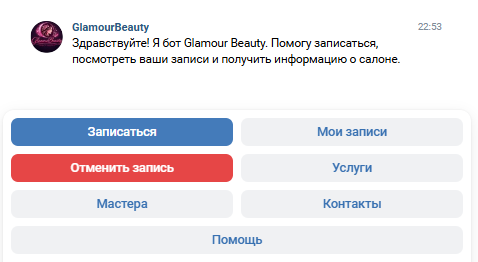 GlamourBeauty 22:53
Здравствуйте! Я бот Glamour Beauty. Помогу записаться,
посмотреть ваши записи и получить информацию о салоне.
Записаться Мои записи
Отменить запись Услуги
Мастера Контакты
Помощь